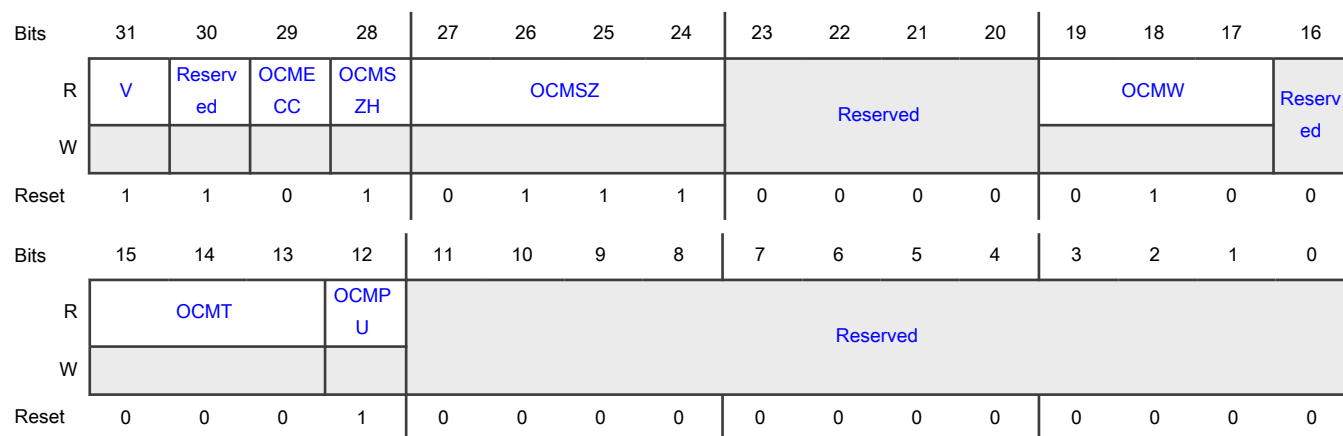 Bits 31 30 29 28 27 26 25 24 23 22 21 20 19 18 17 16
R V Reserv OCME OCMS OCMSZ Reserved OCMW Reserv
ed CC ZH ed
W
Reset 1 1 0 1 0 1 1 1 0 0 0 0 0 1 0 0
Bits 15 14 13 12 11 10 9 8 7 6 5 4 3 2 1 0
R OCMT OCMP Reserved
U
W
Reset 0 0 0 1 0 0 0 0 0 0 0 0 0 0 0 0